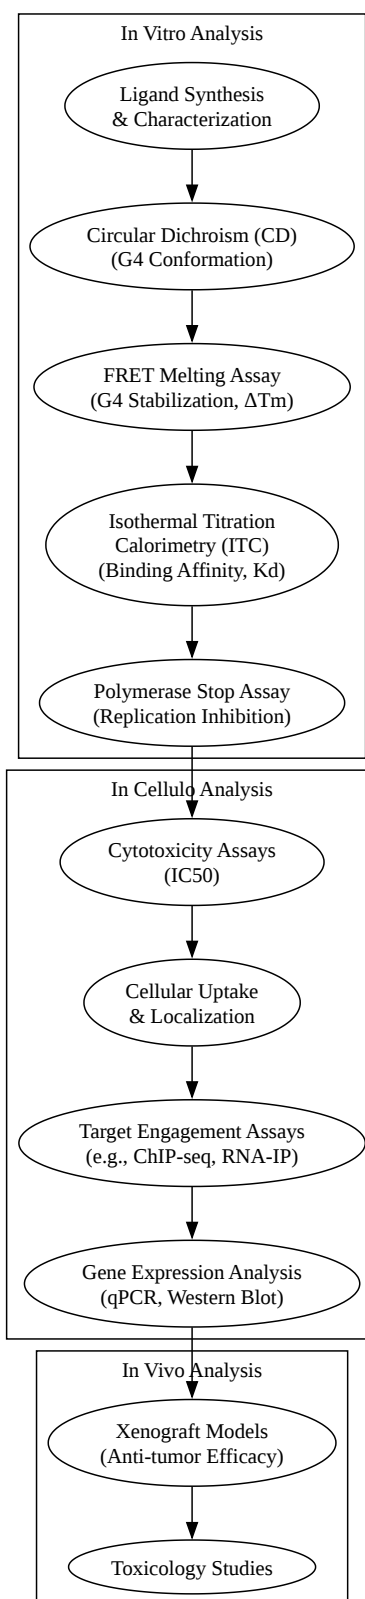 In Vitro Analysis
Ligand Synthesis
& Characterization
Circular Dichroism (CD)
(G4 Conformation)
FRET Melting Assay
(G4 Stabilization, ΔTm)
Isothermal Titration
Calorimetry (ITC)
(Binding Affinity, Kd)
Polymerase Stop Assay
(Replication Inhibition)
In Cellulo Analysis
Cytotoxicity Assays
(IC50)
Cellular Uptake
& Localization
Target Engagement Assays
(e.g., ChIP-seq, RNA-IP)
Gene Expression Analysis
(qPCR, Western Blot)
In Vivo Analysis
Xenograft Models
(Anti-tumor Efficacy)
Toxicology Studies